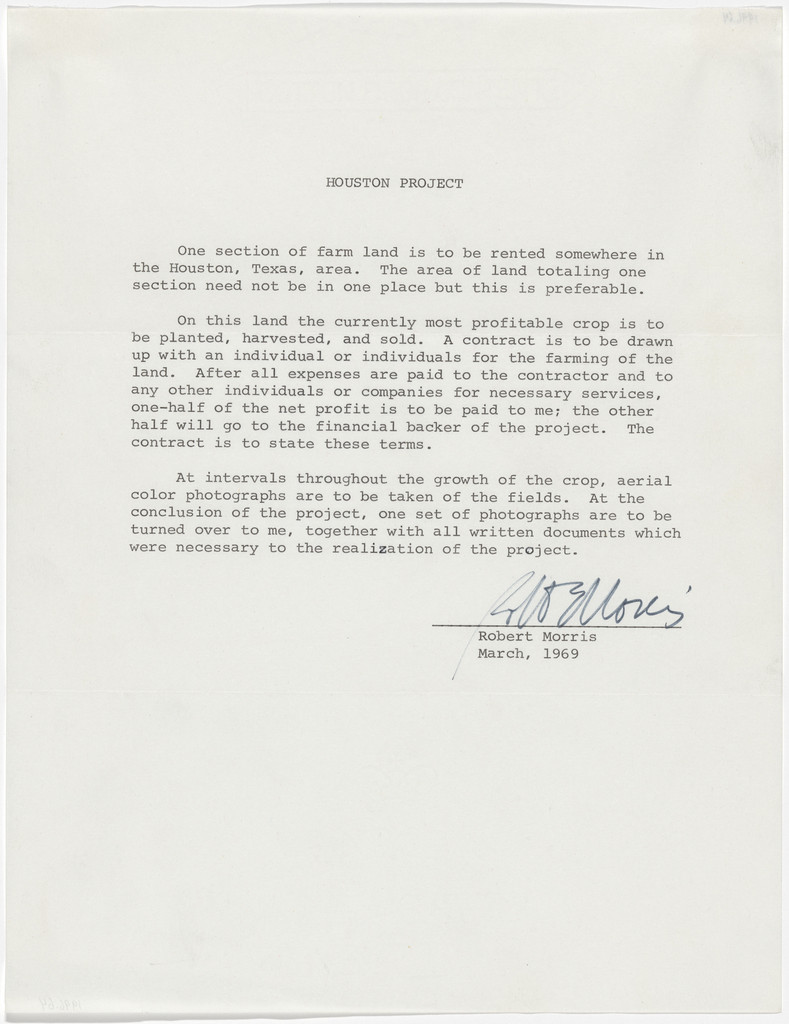 HOUSTON PROJECT
One section of farm land is to be rented somewhere in
the Houston, Texas, area.  The area of land totaling one
section need not be in one place but this is preferable.
On this land the currently most profitable crop is to
be planted, harvested, and sold.  A contract is to be drawn
up with an individual or individuals for the farming of the
land.  After all expenses are paid to the contractor and to
any other individuals or companies for necessary services,
one-half of the net profit is to be paid to me; the other
half will go to the financial backer of the project.  The
contract is to state these terms.
At intervals throughout the growth of the crop, aerial
color photographs are to be taken of the fields.  At the
conclusion of the project, one set of photographs are to be
turned over to me, together with all written documents which
were necessary to the realization of the project.
Robert Morris
March, 1969